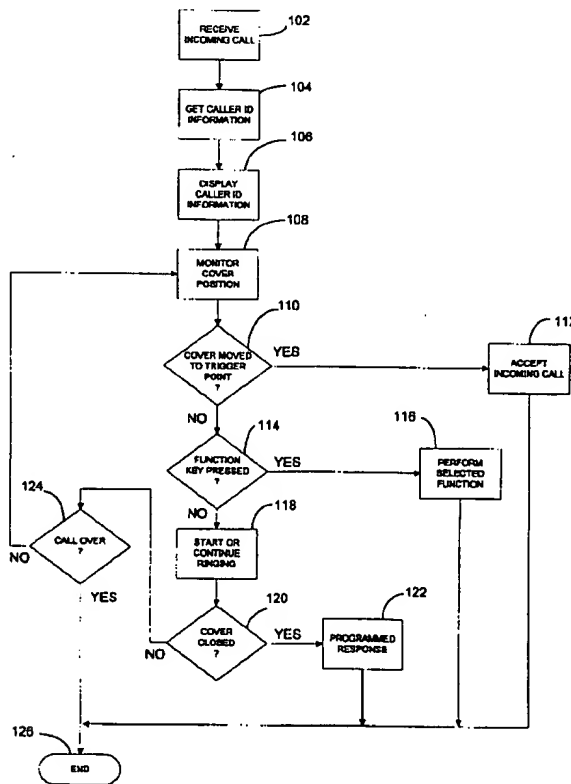 RECEIVE
INCOMING CALL
102
104
GET CALLER ID
INFORMATION
106
DISPLAY
CALLER ID
INFORMATION
108
MONITOR
COVER
POSITION
110
COVER MOVED
TO TRIGGER
POINT
?
YES
112
ACCEPT
INCOMING CALL
NO
114
FUNCTION
KEY PRESSED
?
YES
116
PERFORM
SELECTED
FUNCTION
NO
118
START OR
CONTINUE
RINGING
124
CALL OVER
?
NO
YES
120
COVER
CLOSED
?
NO
YES
122
PROGRAMMED
RESPONSE
126
END